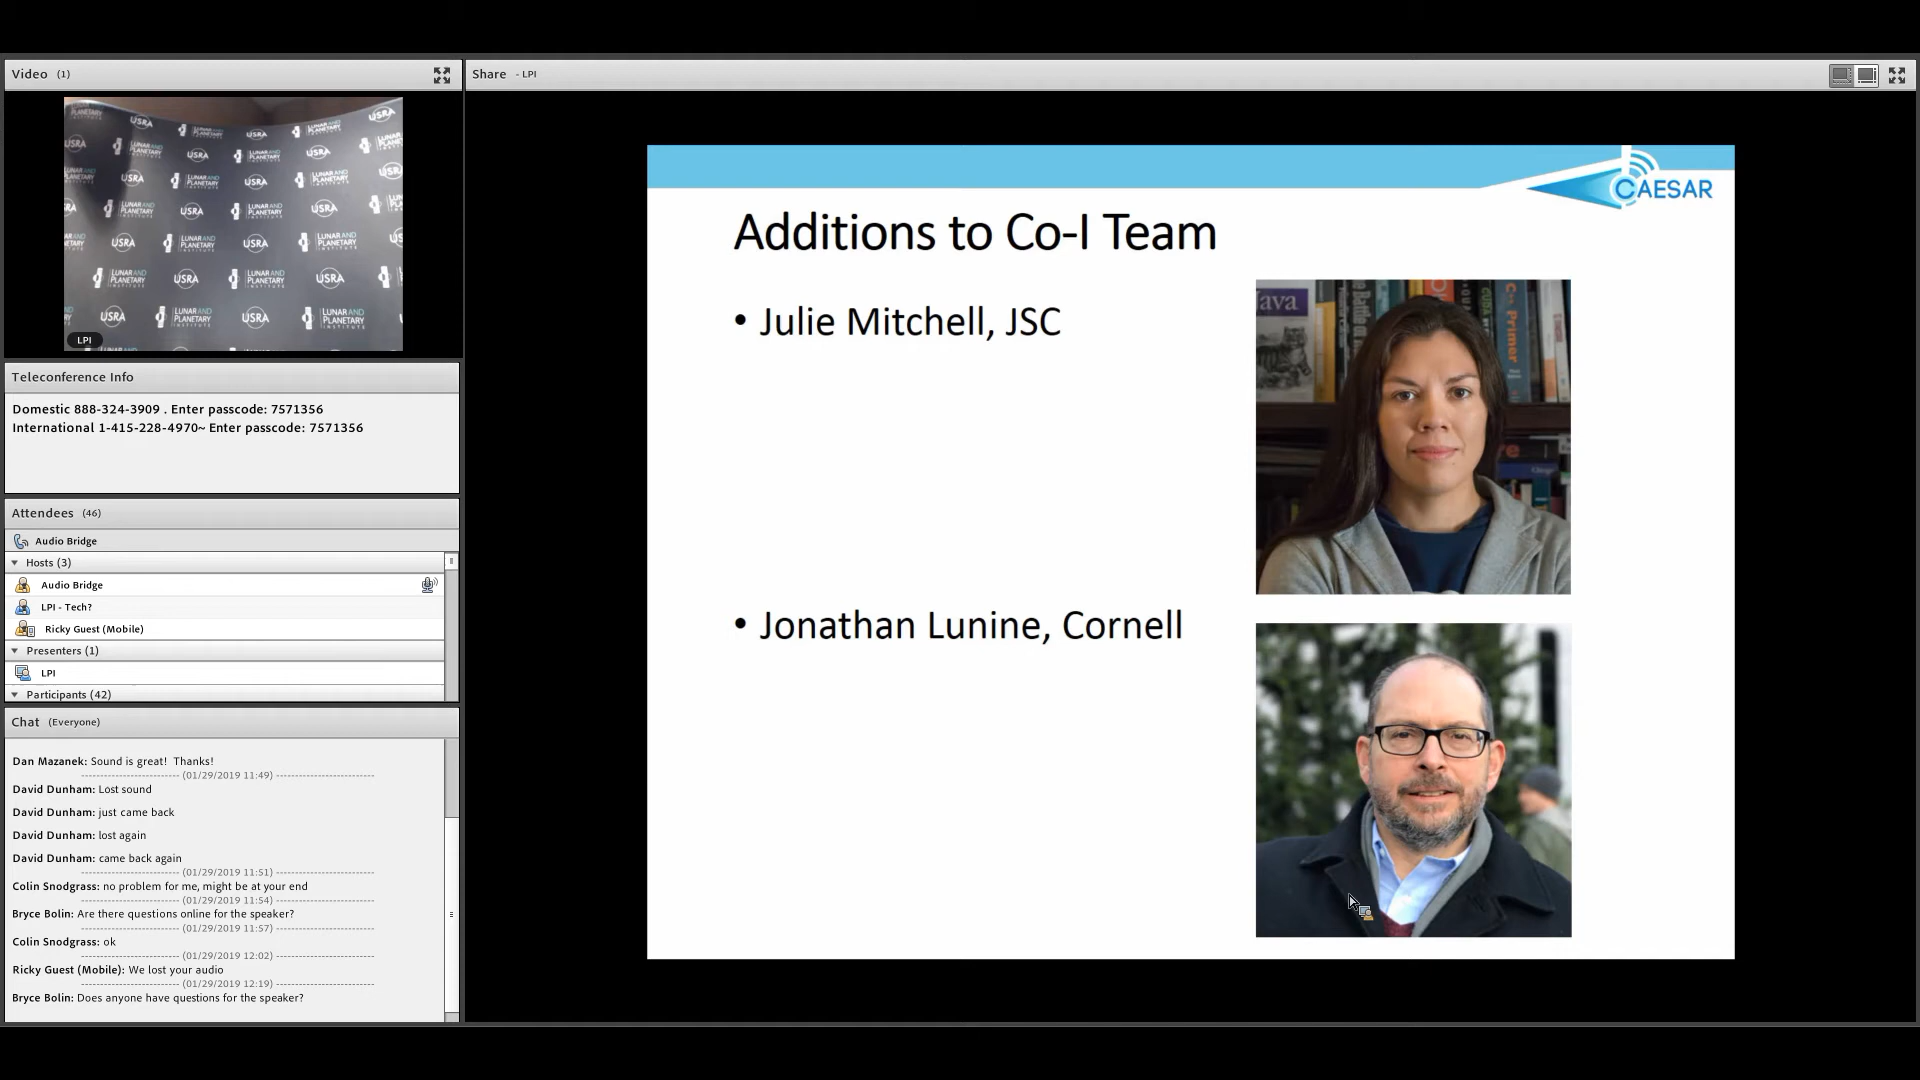 Video (1)
USRA
LUNAR AND PLANETARY INSTITUTE
LPI
Teleconference Info
Domestic 888-324-3909 . Enter passcode: 7571356
International 1-415-228-4970~ Enter passcode: 7571356
Attendees (46)
Audio Bridge
Hosts (3)
Audio Bridge
LPI - Tech?
Ricky Guest (Mobile)
Presenters (1)
LPI
Participants (42)
Chat (Everyone)
Dan Mazanek: Sound is great! Thanks!
------------------------ (01/29/2019 11:49) ------------------------
David Dunham: Lost sound
David Dunham: just came back
David Dunham: lost again
David Dunham: came back again
------------------------ (01/29/2019 11:51) ------------------------
Colin Snodgrass: no problem for me, might be at your end
------------------------ (01/29/2019 11:54) ------------------------
Bryce Bolin: Are there questions online for the speaker?
------------------------ (01/29/2019 11:57) ------------------------
Colin Snodgrass: ok
------------------------ (01/29/2019 12:02) ------------------------
Ricky Guest (Mobile): We lost your audio
------------------------ (01/29/2019 12:19) ------------------------
Bryce Bolin: Does anyone have questions for the speaker?
Share - LPI
CAESAR
Additions to Co-I Team
• Julie Mitchell, JSC
Java
C++ Primer
• Jonathan Lunine, Cornell